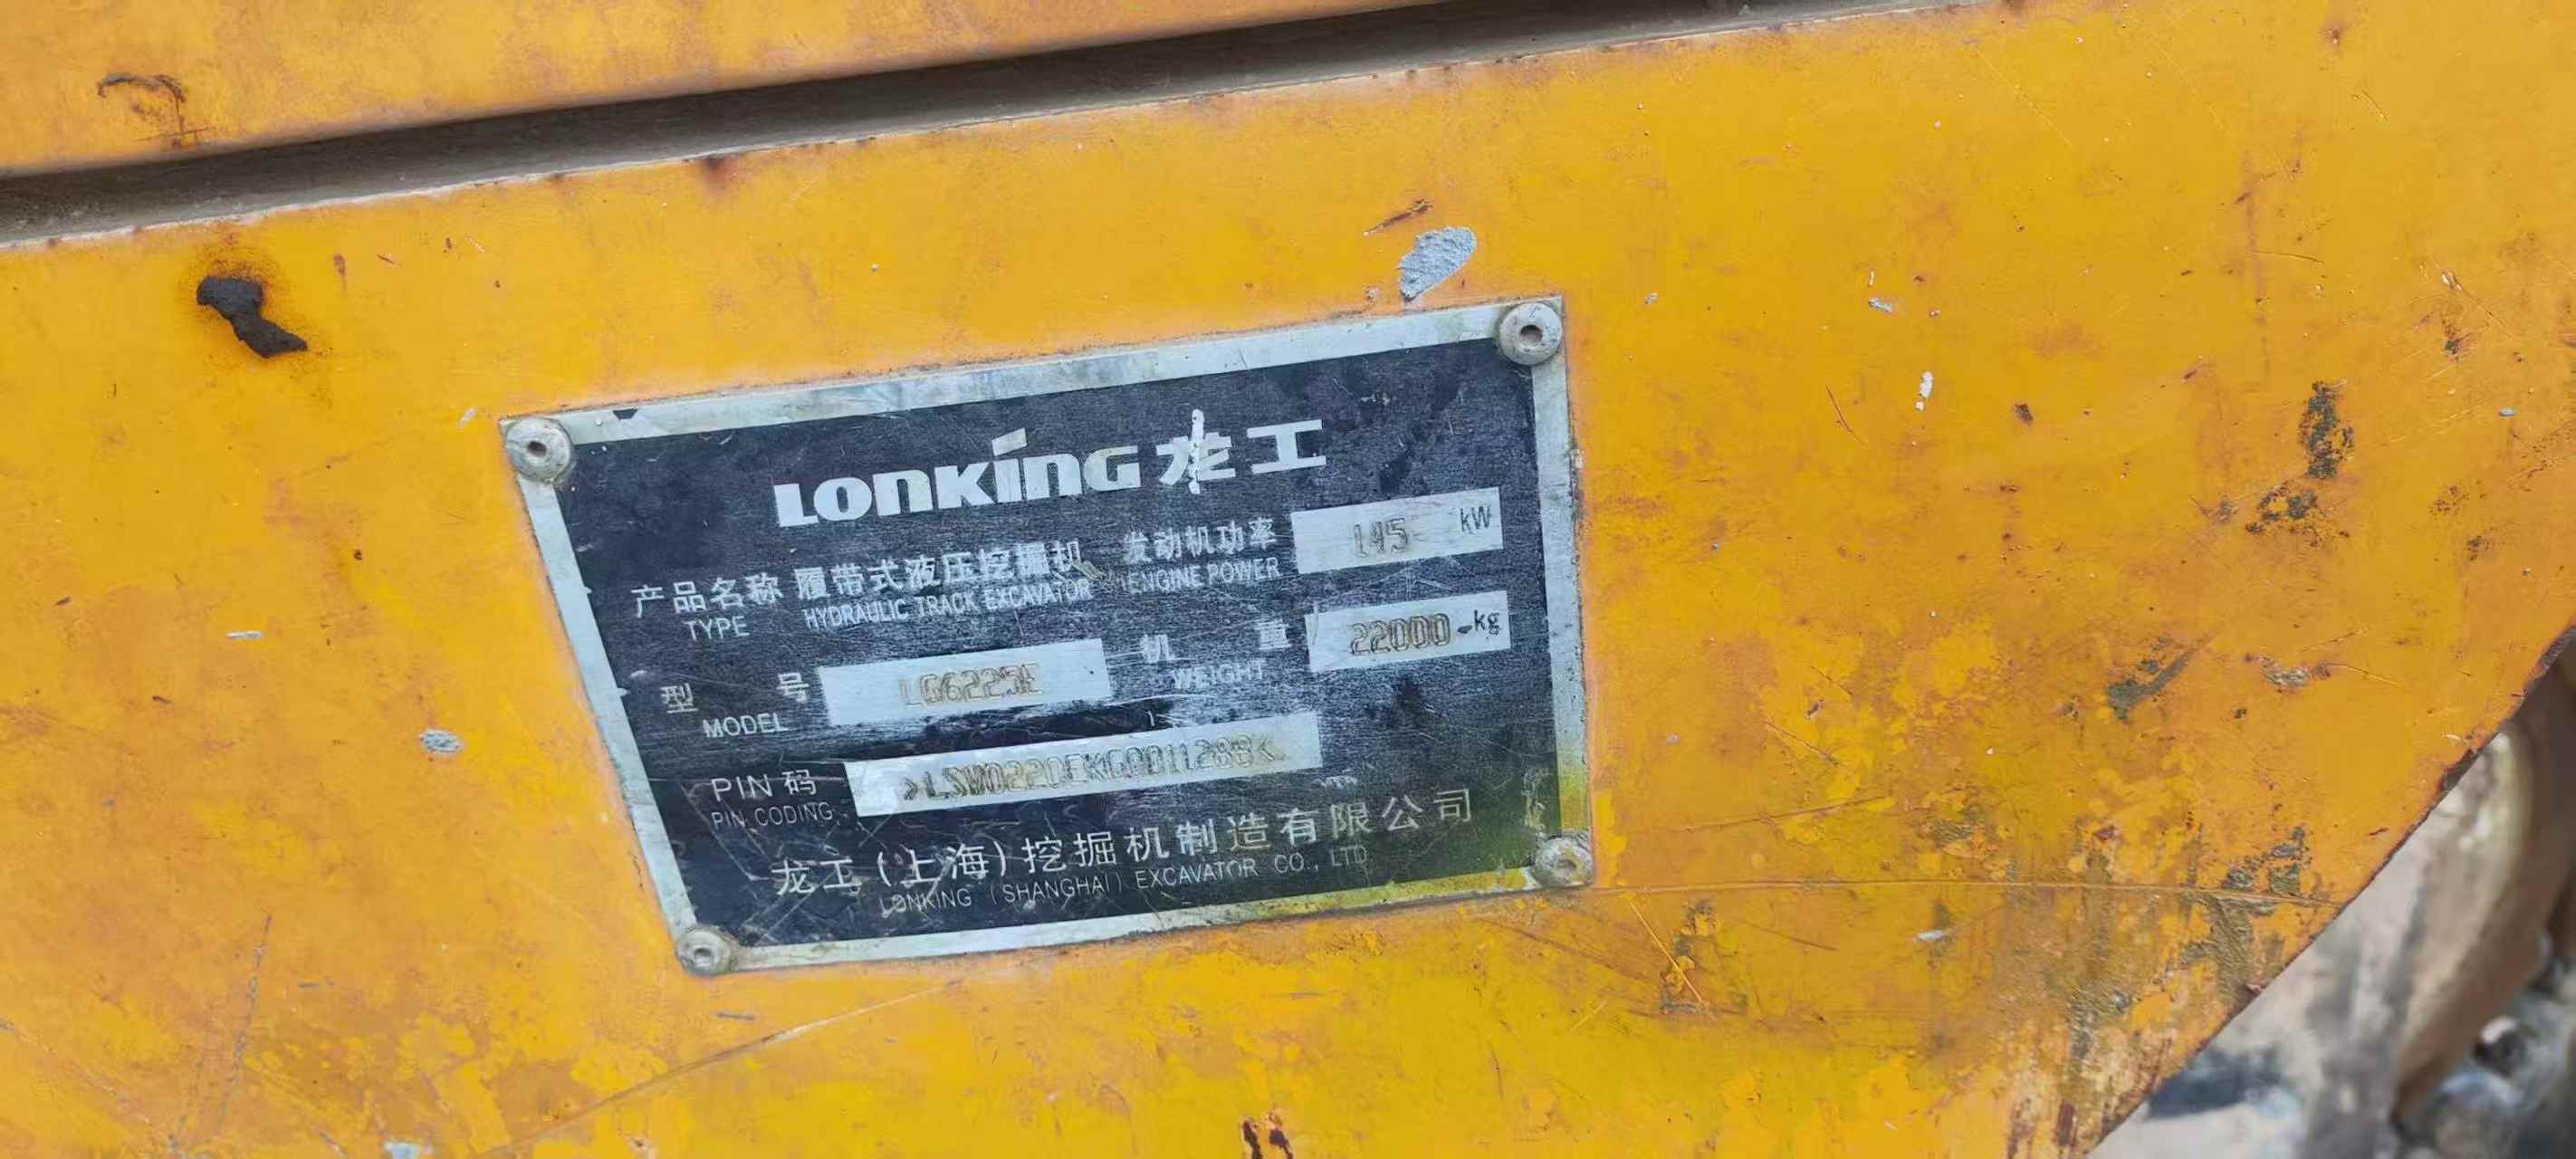 LONKING 龙工
产品名称 履带式液压挖掘机 发动机功率 145 kW
TYPE HYDRAULIC TRACK EXCAVATOR ENGINE POWER
型号 LG6225E 机重 22000 kg
MODEL WEIGHT
PIN码
PIN CODING
龙工(上海)挖掘机制造有限公司
LONKING (SHANGHAI) EXCAVATOR CO., LTD